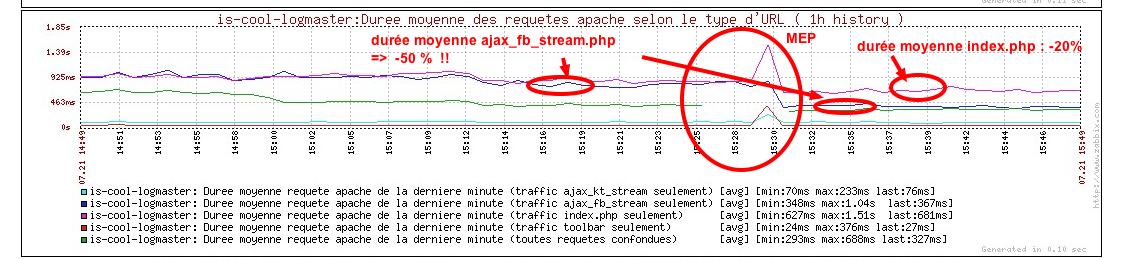 Generated in 0.11 sec
is-cool-logmaster:Duree moyenne des requetes apache selon le type d'URL ( 1h history )
1.85s
1.39s
925ms
463ms
0s
durée moyenne ajax_fb_stream.php
=> -50 % !!
MEP
durée moyenne index.php : -20%
07.21 14:49
14:51
14:53
14:55
14:58
15:00
15:02
15:05
15:07
15:09
15:12
15:14
15:16
15:19
15:21
15:23
15:25
15:28
15:30
15:32
15:35
15:37
15:39
15:42
15:44
15:46
07.21 15:49
http://www.zabbix.com
is-cool-logmaster: Duree moyenne requete apache de la derniere minute (traffic ajax_kt_stream seulement) [avg] [min:70ms max:233ms last:76ms]
is-cool-logmaster: Duree moyenne requete apache de la derniere minute (traffic ajax_fb_stream seulement) [avg] [min:348ms max:1.04s last:367ms]
is-cool-logmaster: Duree moyenne requete apache de la derniere minute (traffic index.php seulement) [avg] [min:627ms max:1.51s last:681ms]
is-cool-logmaster: Duree moyenne requete apache de la derniere minute (traffic toolbar seulement) [avg] [min:24ms max:376ms last:27ms]
is-cool-logmaster: Duree moyenne requete apache de la derniere minute (toutes requetes confondues) [avg] [min:293ms max:688ms last:327ms]
Generated in 0.10 sec